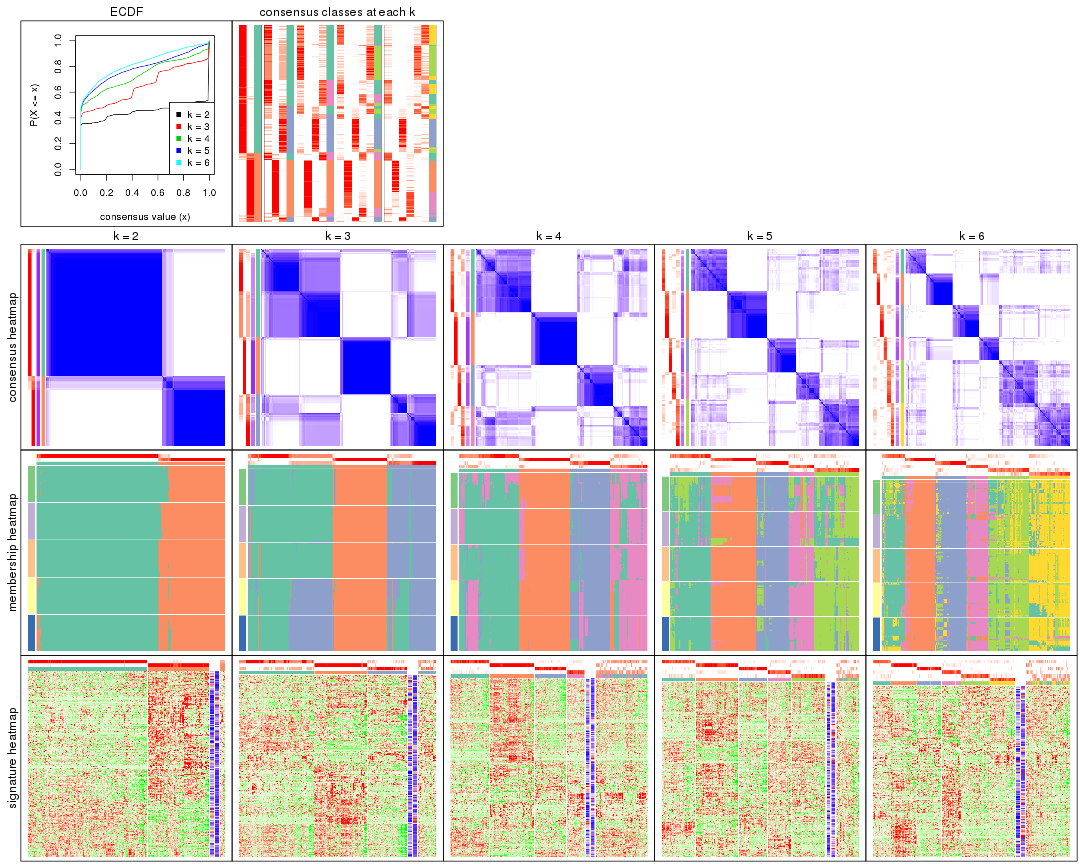 ECDF
consensus classes at each k
P(X <= x)
1.0
0.8
0.6
0.4
0.2
0.0
k = 2
k = 3
k = 4
k = 5
k = 6
0.0 0.2 0.4 0.6 0.8 1.0
consensus value (x)
k = 2
k = 3
k = 4
k = 5
k = 6
consensus heatmap
membership heatmap
signature heatmap